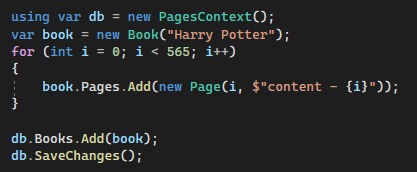 using var db = new PagesContext();
var book = new Book("Harry Potter");
for (int i = 0; i < 565; i++)
{
    book.Pages.Add(new Page(i, $"content - {i}"));
}

db.Books.Add(book);
db.SaveChanges();